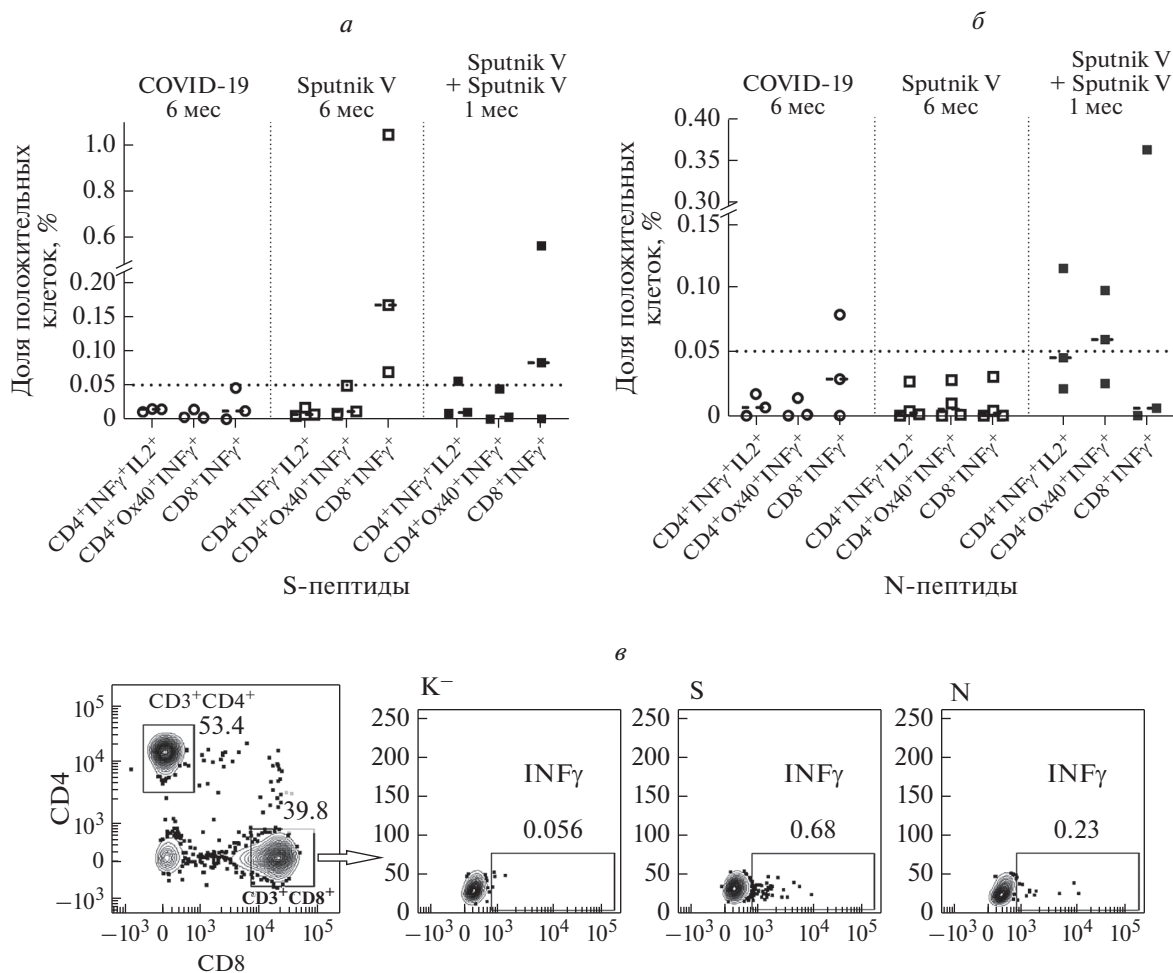 а
COVID-19
6 мес
Sputnik V
6 мес
Sputnik V
+ Sputnik V
1 мес
Доля положительных
клеток, %
1.0
0.8
0.6
0.20
0.15
0.10
0.05
0
CD4⁺INFγ⁺IL2⁺
CD4⁺Ox40⁺INFγ⁺
CD8⁺INFγ⁺
CD4⁺INFγ⁺IL2⁺
CD4⁺Ox40⁺INFγ⁺
CD8⁺INFγ⁺
CD4⁺INFγ⁺IL2⁺
CD4⁺Ox40⁺INFγ⁺
CD8⁺INFγ⁺
S-пептиды
б
COVID-19
6 мес
Sputnik V
6 мес
Sputnik V
+ Sputnik V
1 мес
Доля положительных
клеток, %
0.40
0.35
0.30
0.15
0.10
0.05
0
CD4⁺INFγ⁺IL2⁺
CD4⁺Ox40⁺INFγ⁺
CD8⁺INFγ⁺
CD4⁺INFγ⁺IL2⁺
CD4⁺Ox40⁺INFγ⁺
CD8⁺INFγ⁺
CD4⁺INFγ⁺IL2⁺
CD4⁺Ox40⁺INFγ⁺
CD8⁺INFγ⁺
N-пептиды
в
CD4
10⁵
10⁴
10³
0
−10³
CD3⁺CD4⁺
53.4
39.8
CD3⁺CD8⁺
−10³ 0 10³ 10⁴ 10⁵
CD8
K⁻
250
200
150
100
50
0
INFγ
0.056
−10³ 0 10³ 10⁴ 10⁵
S
250
200
150
100
50
0
INFγ
0.68
−10³ 0 10³ 10⁴ 10⁵
N
250
200
150
100
50
0
INFγ
0.23
−10³ 0 10³ 10⁴ 10⁵